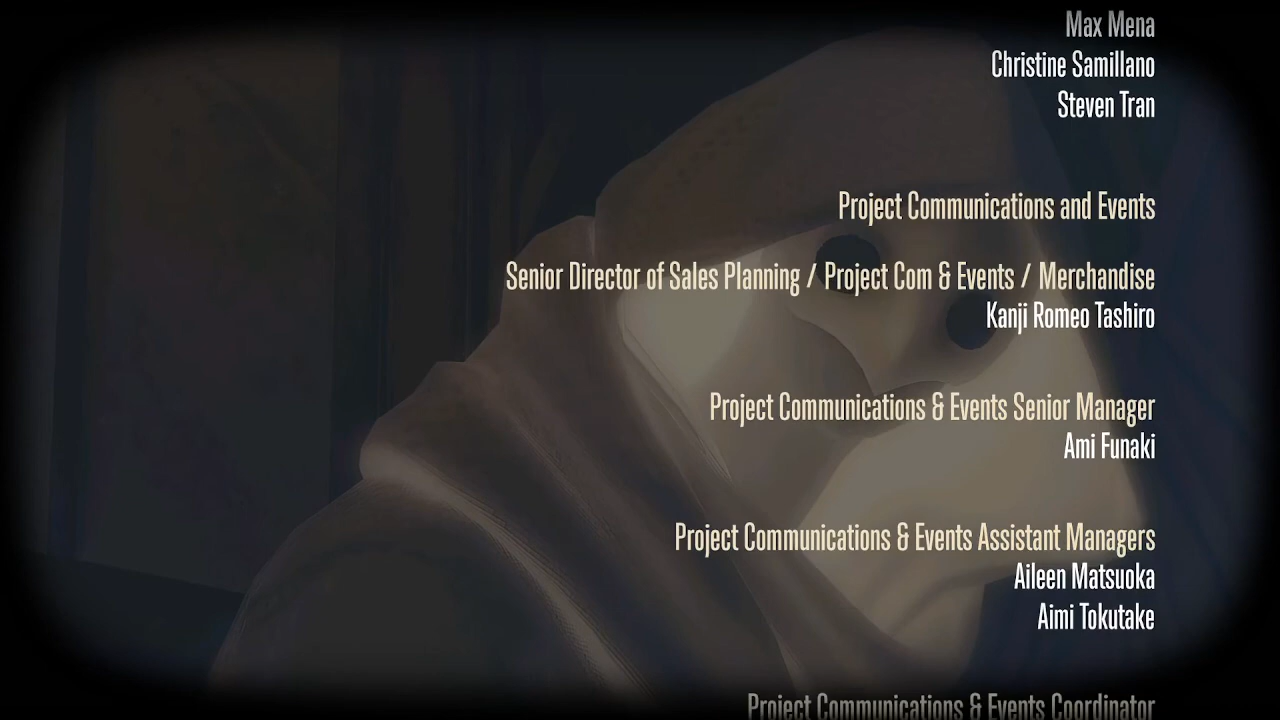 Max Mena
Christine Samillano
Steven Tran
Project Communications and Events
Senior Director of Sales Planning / Project Com & Events / Merchandise
Kanji Romeo Tashiro
Project Communications & Events Senior Manager
Ami Funaki
Project Communications & Events Assistant Managers
Aileen Matsuoka
Aimi Tokutake
Project Communications & Events Coordinator